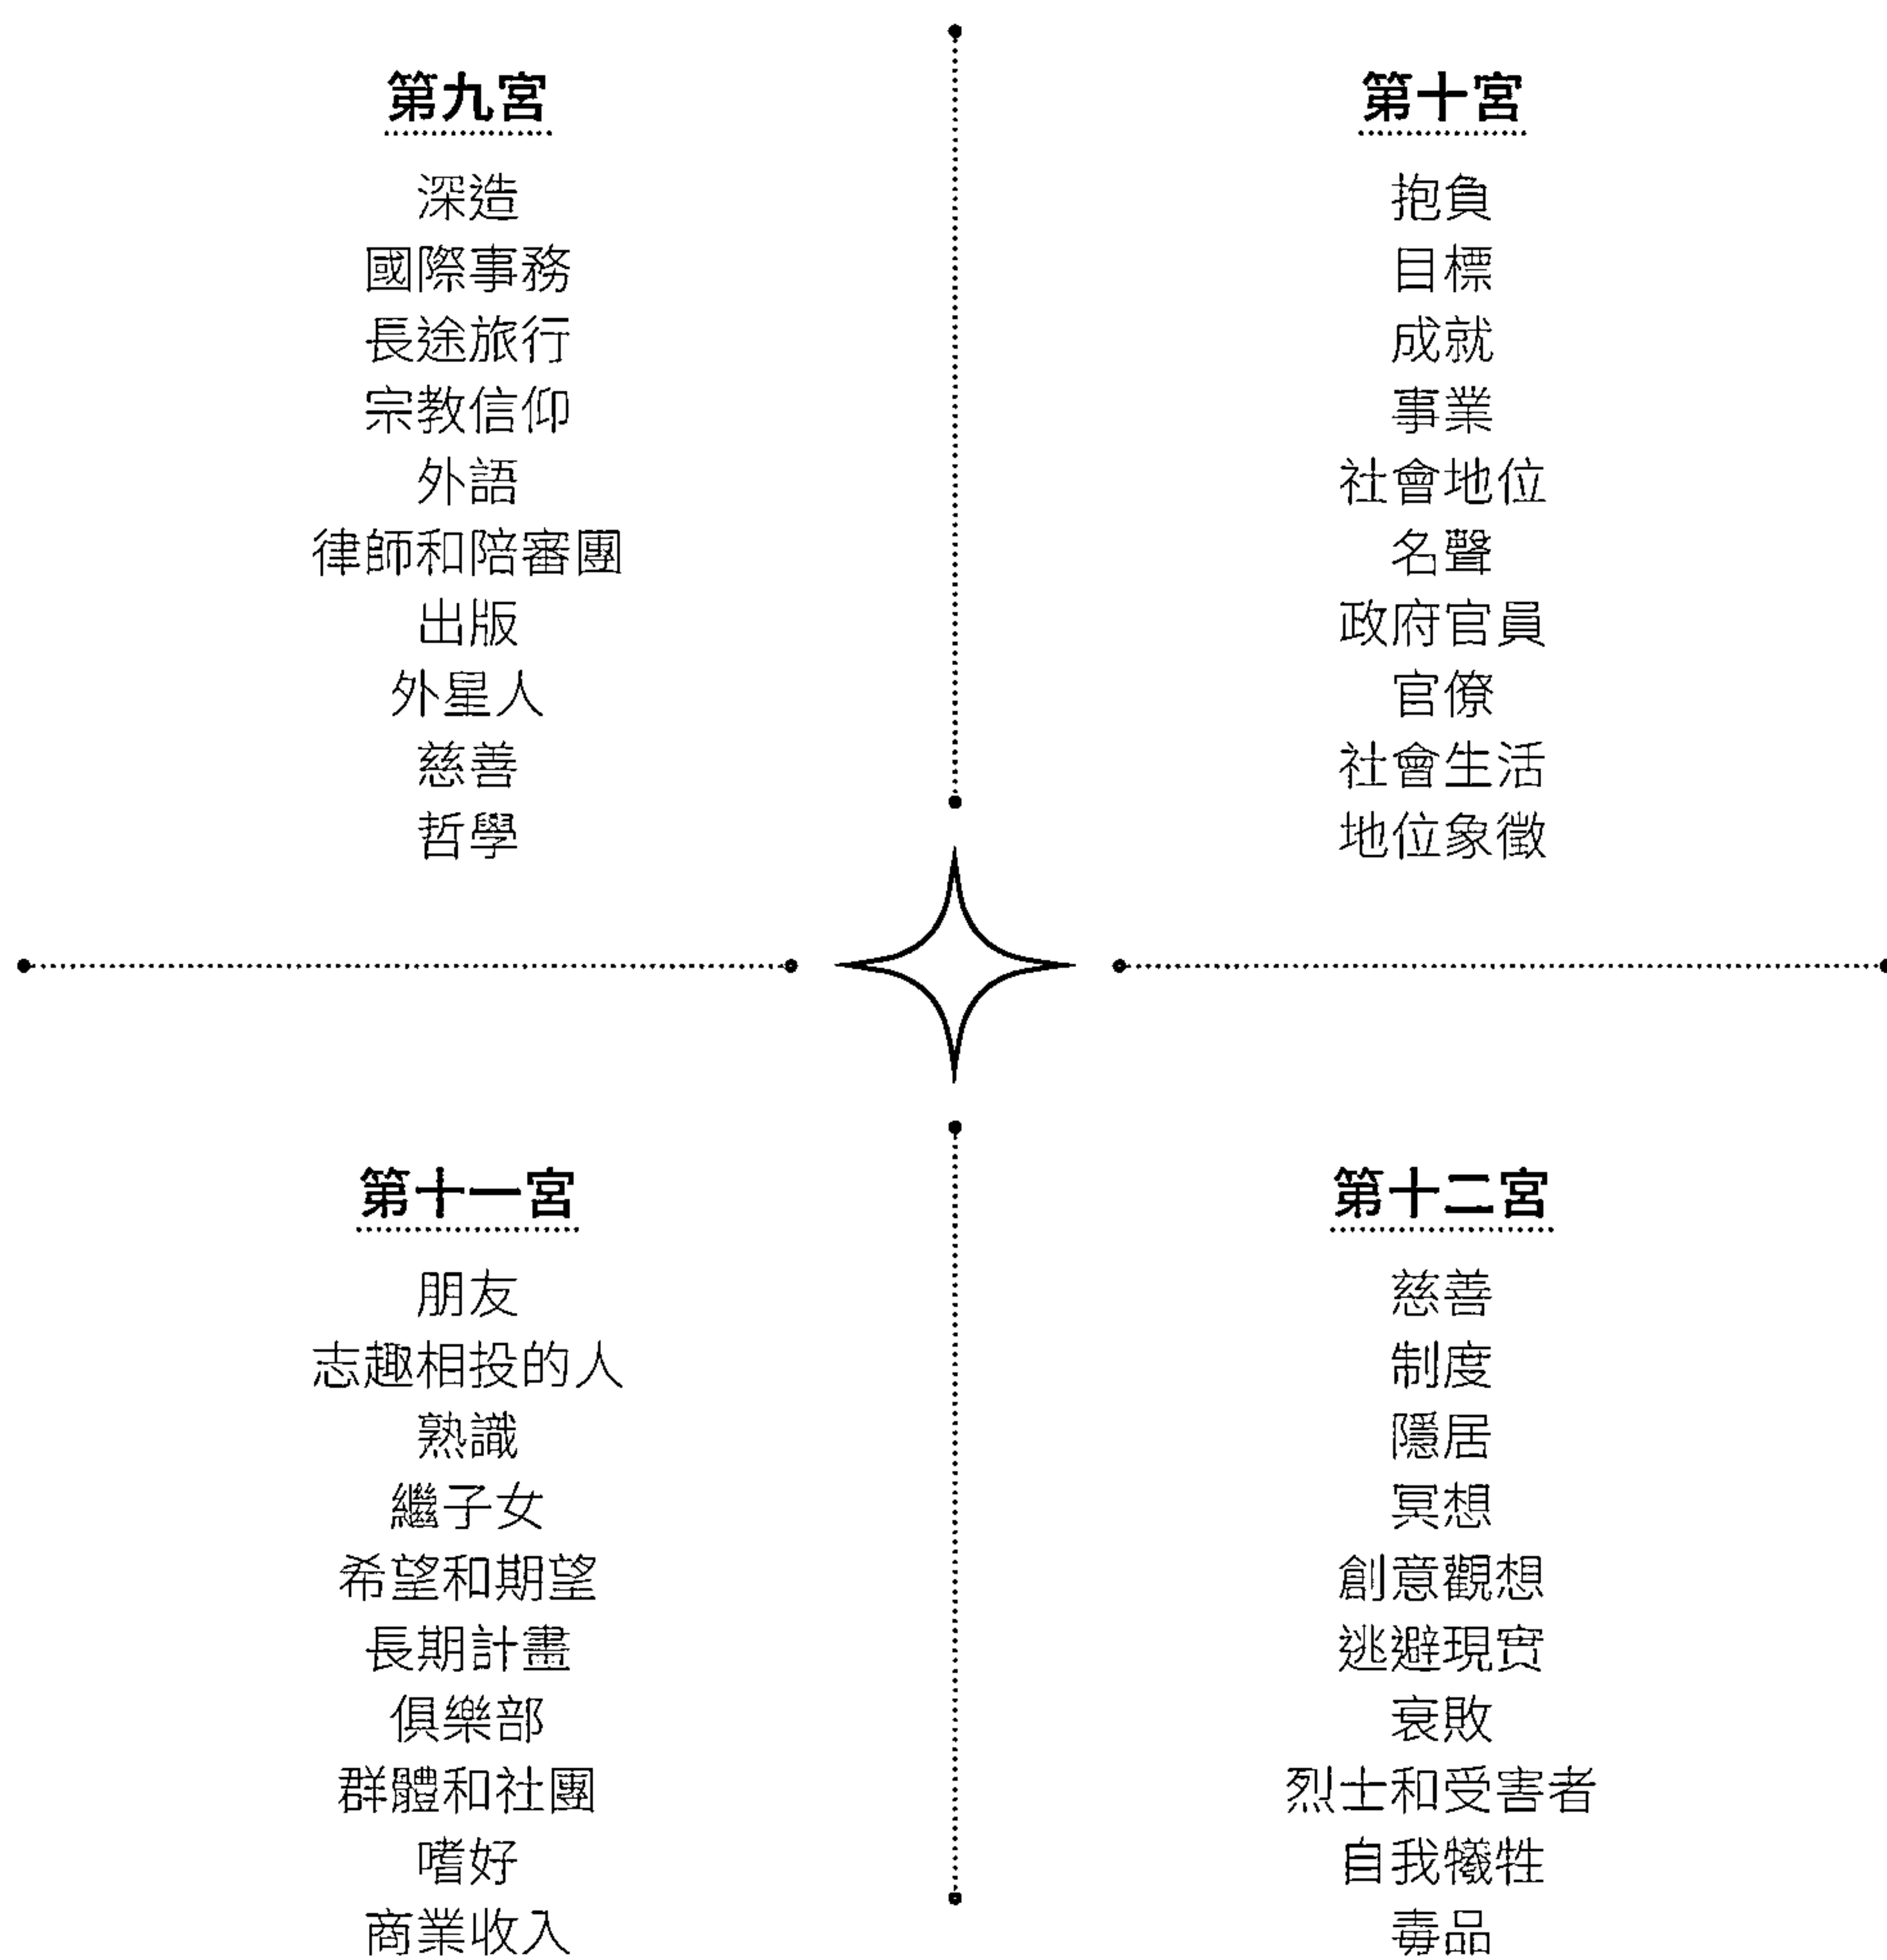 第九宮
深造
國際事務
長途旅行
宗教信仰
外語
律師和陪審團
出版
外星人
慈善
哲學
第十宮
抱負
目標
成就
事業
社會地位
名聲
政府官員
官僚
社會生活
地位象徵
第十一宮
朋友
志趣相投的人
熟識
繼子女
希望和期望
長期計畫
俱樂部
群體和社團
嗜好
商業收入
第十二宮
慈善
制度
隱居
冥想
創意觀想
逃避現實
衰敗
烈士和受害者
自我犧牲
毒品